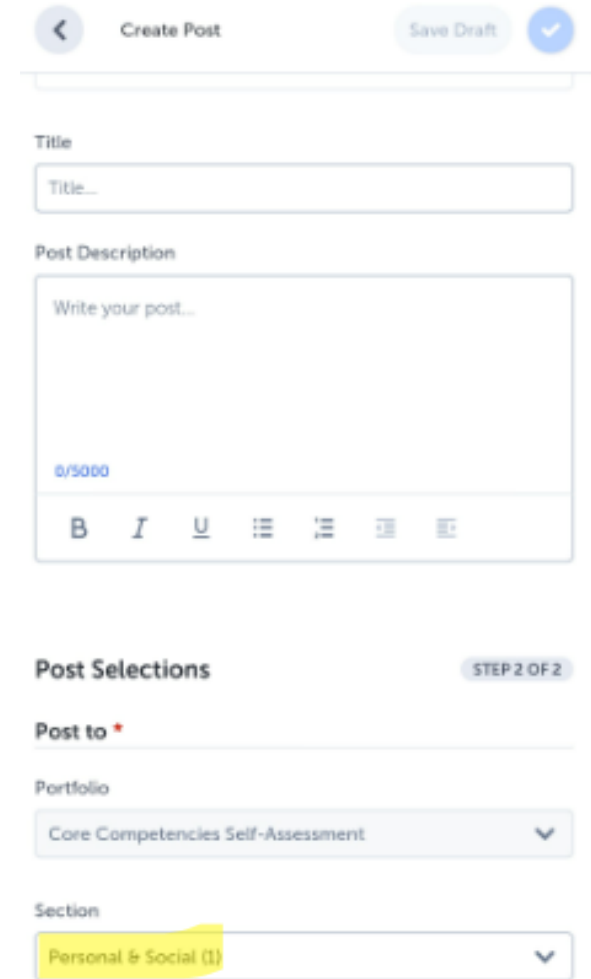 Create Post
Save Draft
Title
Title...
Post Description
Write your post...
0/5000
B I U
Post Selections
STEP 2 OF 2
Post to *
Portfolio
Core Competencies Self-Assessment
Section
Personal & Social (1)